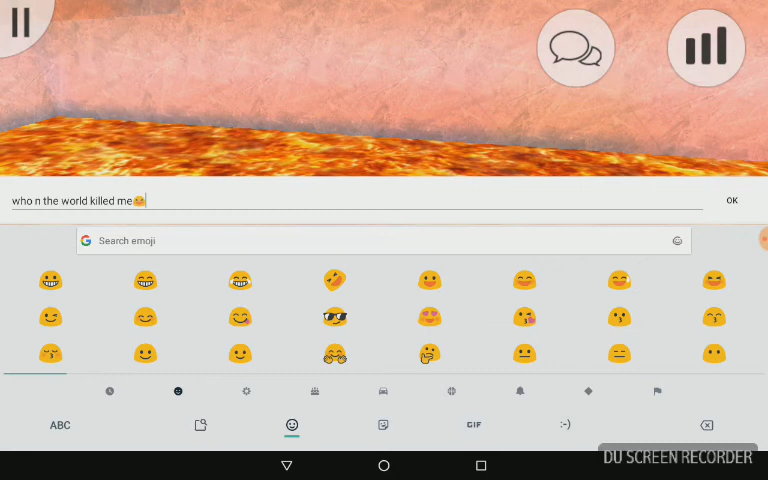 who n the world killed me🤗
OK
G Search emoji
ABC
GIF
:-)
DU SCREEN RECORDER